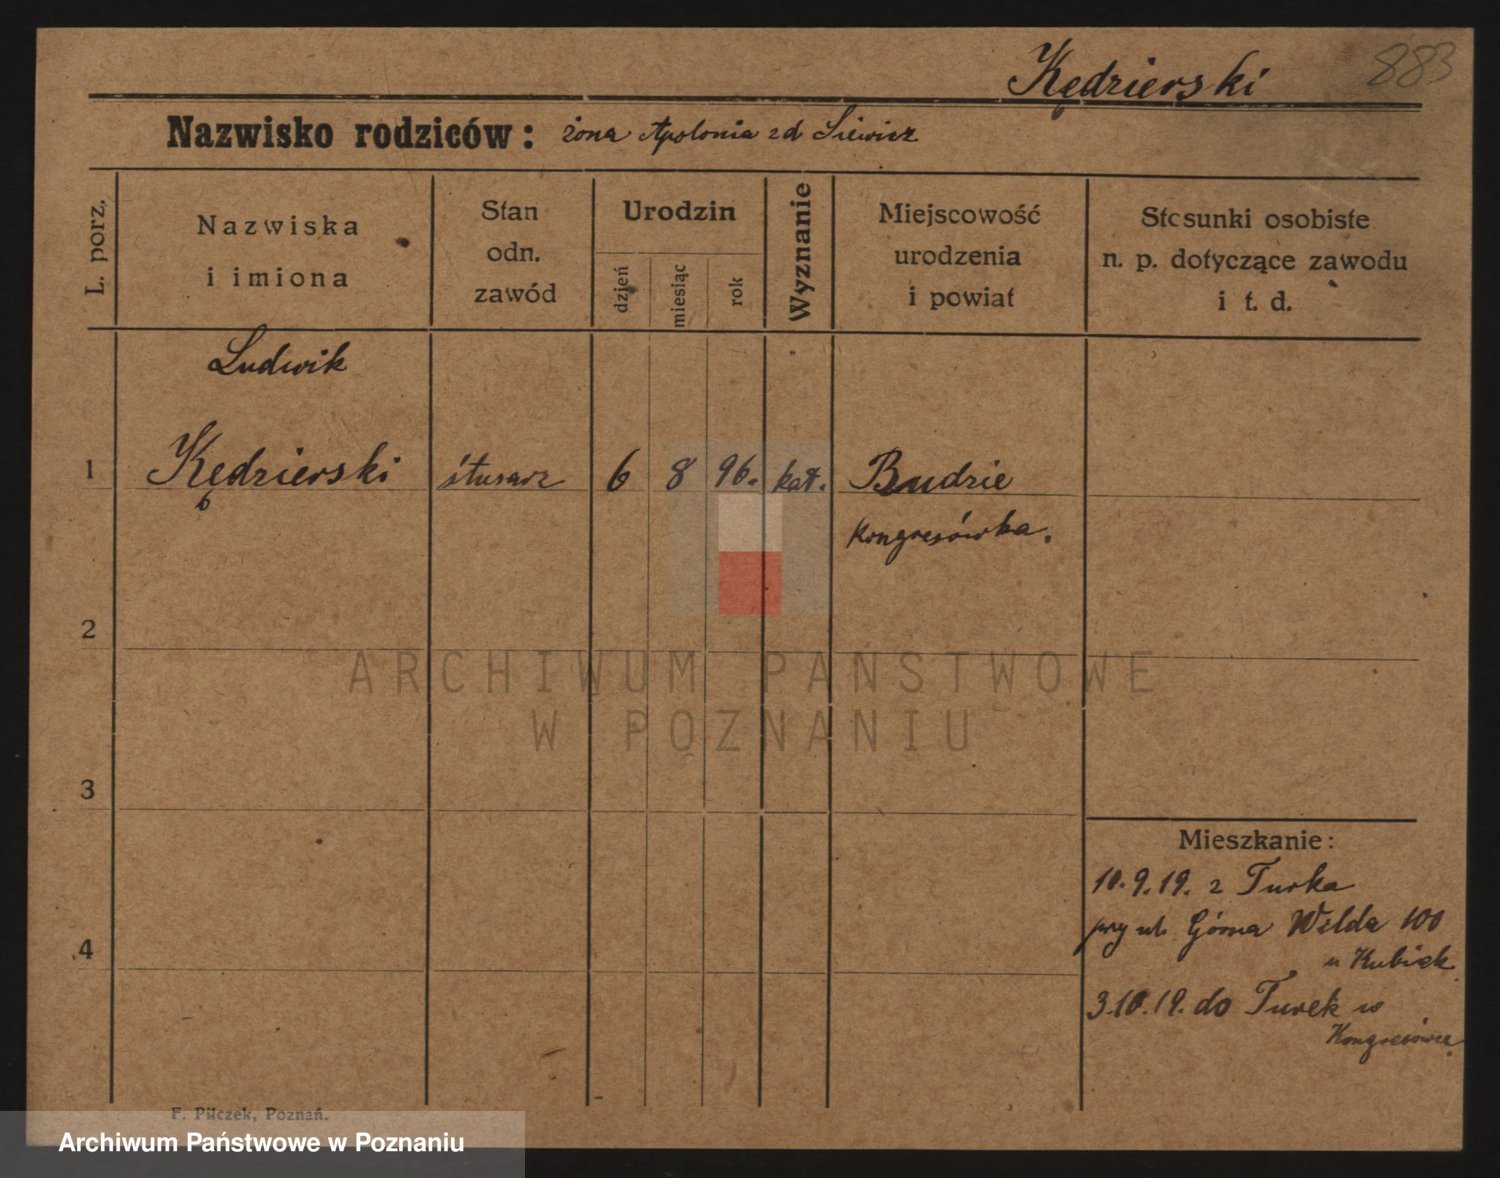 Kędzierski 883
Nazwisko rodziców: żona Apolonia zd Siewicz
L. porz.
Nazwiska
i imiona
Stan
odn.
zawód
Urodzin
dzień
miesiąc
rok
Wyznanie
Miejscowość
urodzenia
i powiat
Stosunki osobiste
n. p. dotyczące zawodu
i t. d.
Ludwik
1 Kędzierski ślusarz 6 8 96. kat. Budzie
6
Kongresówka.
2
3
4
ARCHIWUM PAŃSTWOWE
W POZNANIU
Mieszkanie:
10.9.19. z Turka
przy ul. Górna Wilda 100
u Kubiak
3.10.19. do Turek w
Kongresówce
F. Pilczek, Poznań.
Archiwum Państwowe w Poznaniu